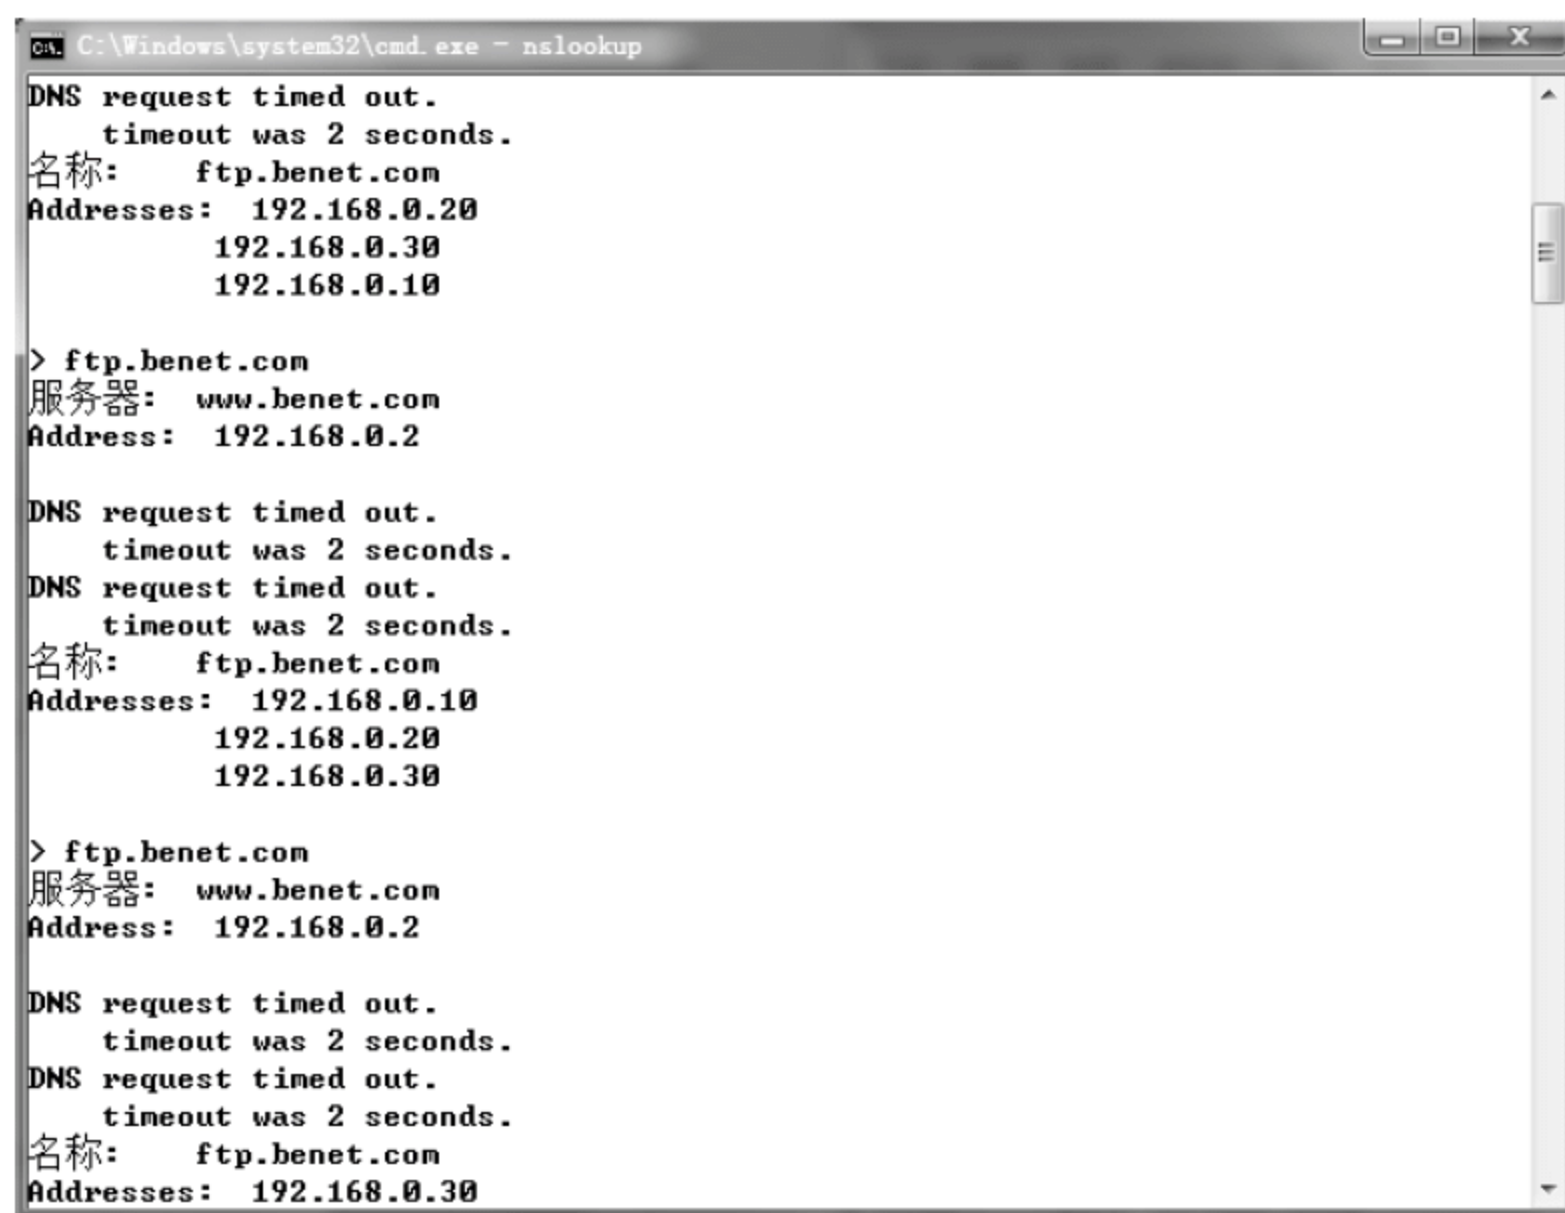 C:\Windows\system32\cmd.exe - nslookup
DNS request timed out.
    timeout was 2 seconds.
名称:    ftp.benet.com
Addresses:  192.168.0.20
          192.168.0.30
          192.168.0.10

> ftp.benet.com
服务器:  www.benet.com
Address:  192.168.0.2

DNS request timed out.
    timeout was 2 seconds.
DNS request timed out.
    timeout was 2 seconds.
名称:    ftp.benet.com
Addresses:  192.168.0.10
          192.168.0.20
          192.168.0.30

> ftp.benet.com
服务器:  www.benet.com
Address:  192.168.0.2

DNS request timed out.
    timeout was 2 seconds.
DNS request timed out.
    timeout was 2 seconds.
名称:    ftp.benet.com
Addresses:  192.168.0.30